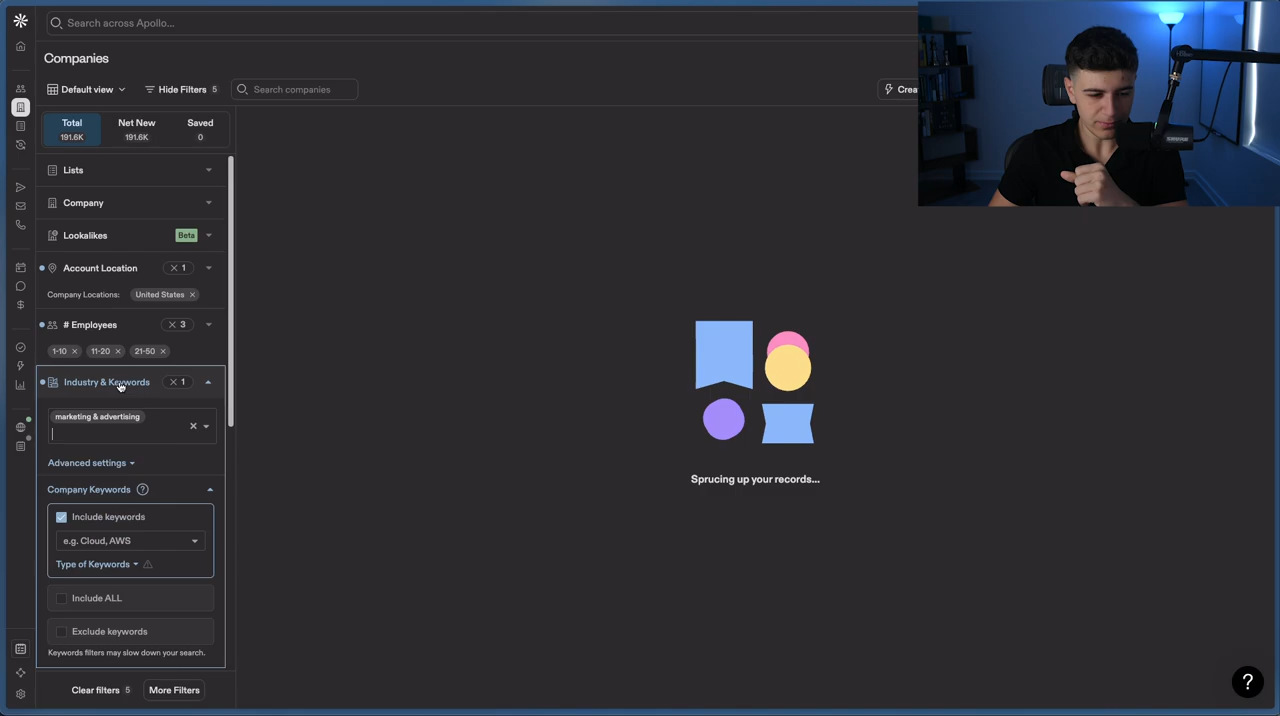 Search across Apollo...
Companies
Default view
Hide Filters 5
Search companies
Crea
Total
191.6K
Net New
191.6K
Saved
0
Lists
Company
Lookalikes
Beta
Account Location
1
Company Locations:
United States
# Employees
3
1-10
11-20
21-50
Industry & Keywords
1
marketing & advertising
Advanced settings
Company Keywords ?
Include keywords
e.g. Cloud, AWS
Type of Keywords
Include ALL
Exclude keywords
Keywords filters may slow down your search.
Clear filters 5
More Filters
Sprucing up your records...
?